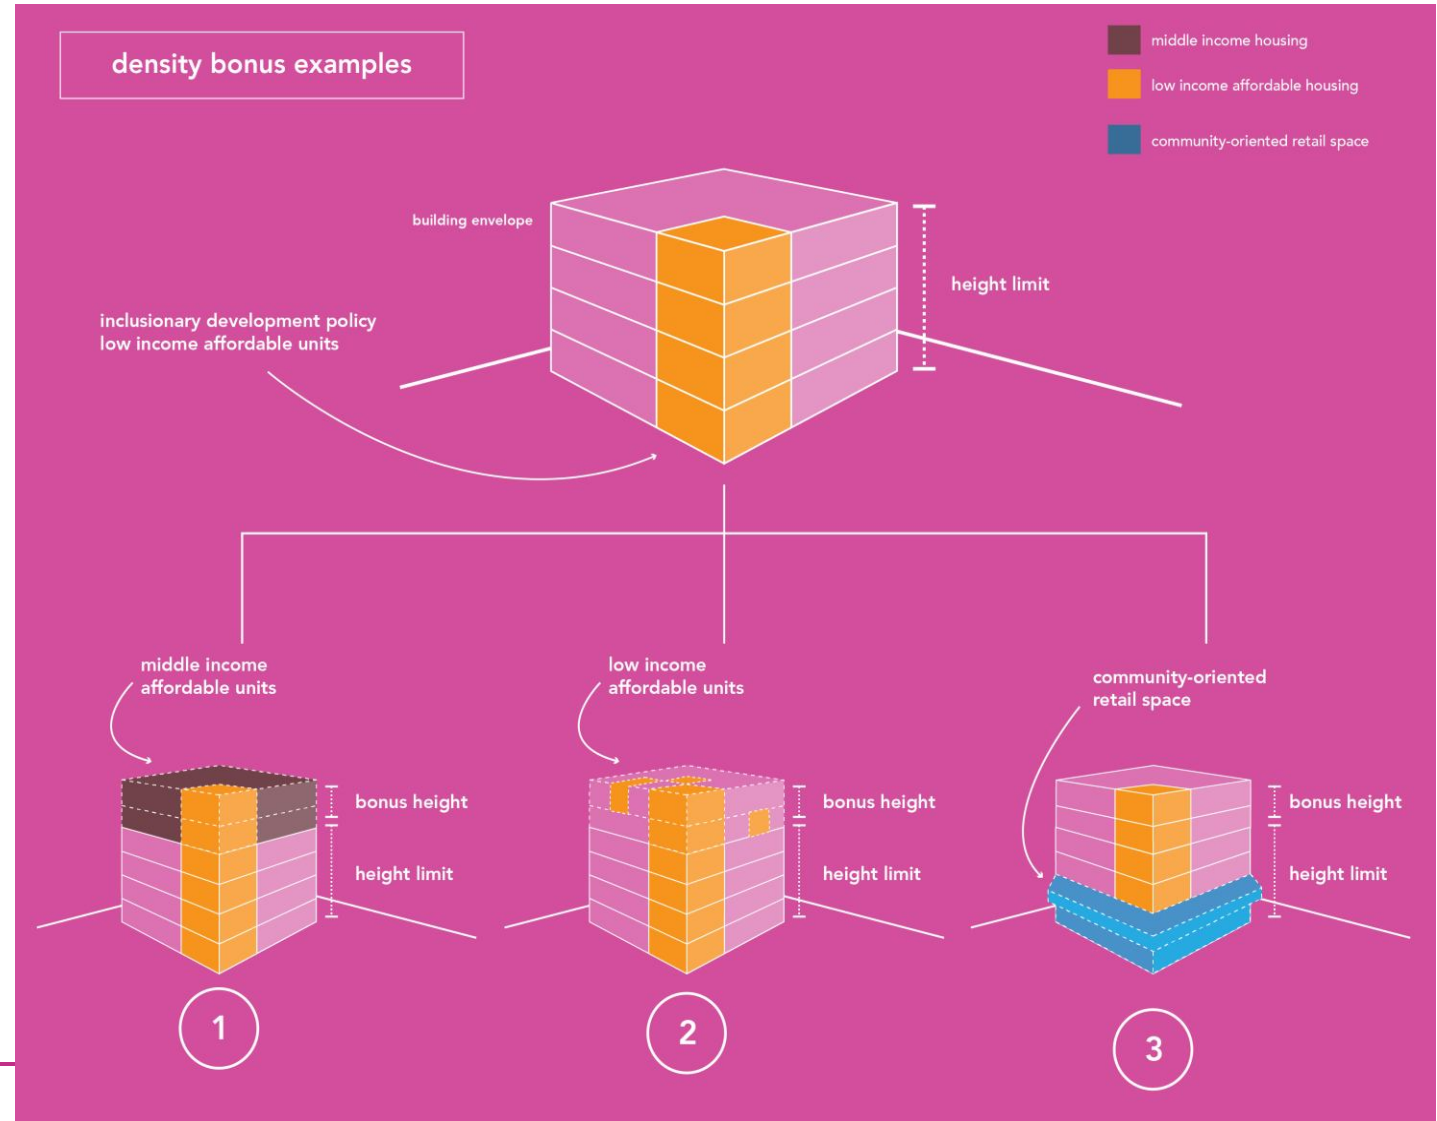 density bonus examples
middle income housing
low income affordable housing
community-oriented retail space
building envelope
height limit
inclusionary development policy
low income affordable units
middle income
affordable units
bonus height
height limit
1
low income
affordable units
bonus height
height limit
2
community-oriented
retail space
bonus height
height limit
3